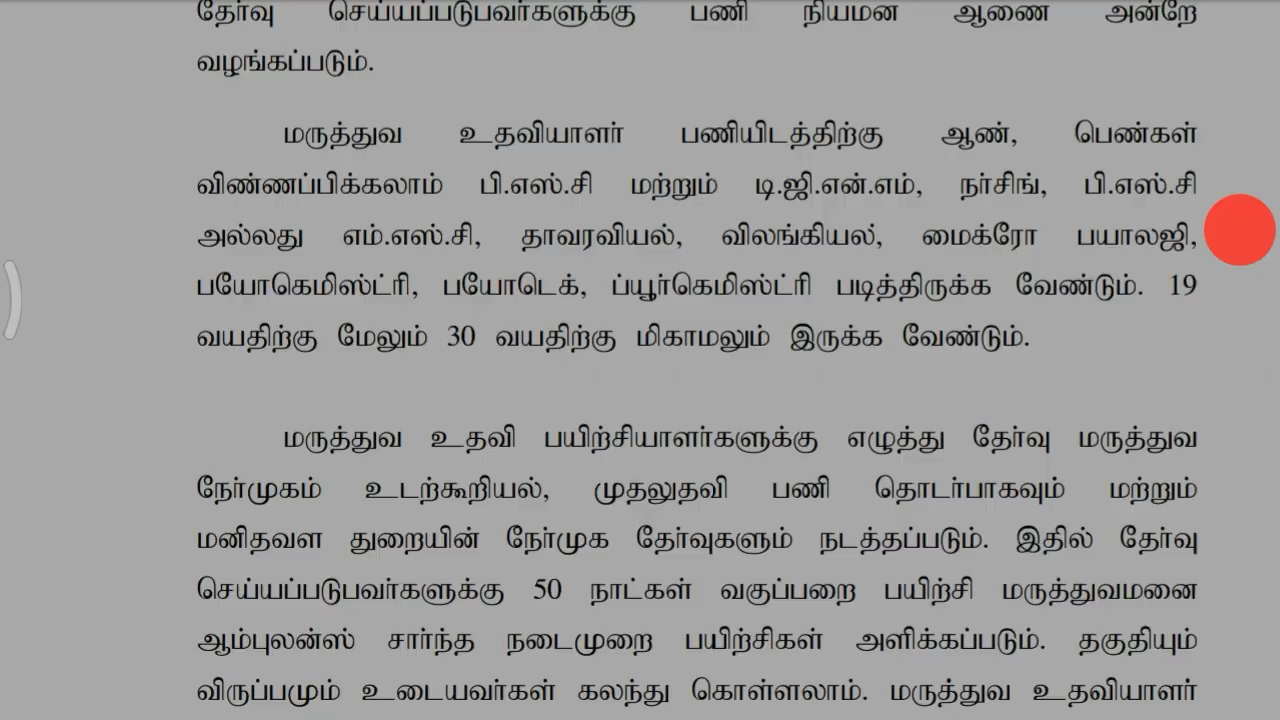 தேர்வு செய்யப்படுபவர்களுக்கு பணி நியமன ஆணை அன்றே
வழங்கப்படும்.
மருத்துவ உதவியாளர் பணியிடத்திற்கு ஆண், பெண்கள்
விண்ணப்பிக்கலாம் பி.எஸ்.சி மற்றும் டி.ஜி.என்.எம், நர்சிங், பி.எஸ்.சி
அல்லது எம்.எஸ்.சி, தாவரவியல், விலங்கியல், மைக்ரோ பயாலஜி,
பயோகெமிஸ்ட்ரி, பயோடெக், ப்யூர்கெமிஸ்ட்ரி படித்திருக்க வேண்டும். 19
வயதிற்கு மேலும் 30 வயதிற்கு மிகாமலும் இருக்க வேண்டும்.
மருத்துவ உதவி பயிற்சியாளர்களுக்கு எழுத்து தேர்வு மருத்துவ
நேர்முகம் உடற்கூறியல், முதலுதவி பணி தொடர்பாகவும் மற்றும்
மனிதவள துறையின் நேர்முக தேர்வுகளும் நடத்தப்படும். இதில் தேர்வு
செய்யப்படுபவர்களுக்கு 50 நாட்கள் வகுப்பறை பயிற்சி மருத்துவமனை
ஆம்புலன்ஸ் சார்ந்த நடைமுறை பயிற்சிகள் அளிக்கப்படும். தகுதியும்
விருப்பமும் உடையவர்கள் கலந்து கொள்ளலாம். மருத்துவ உதவியாளர்